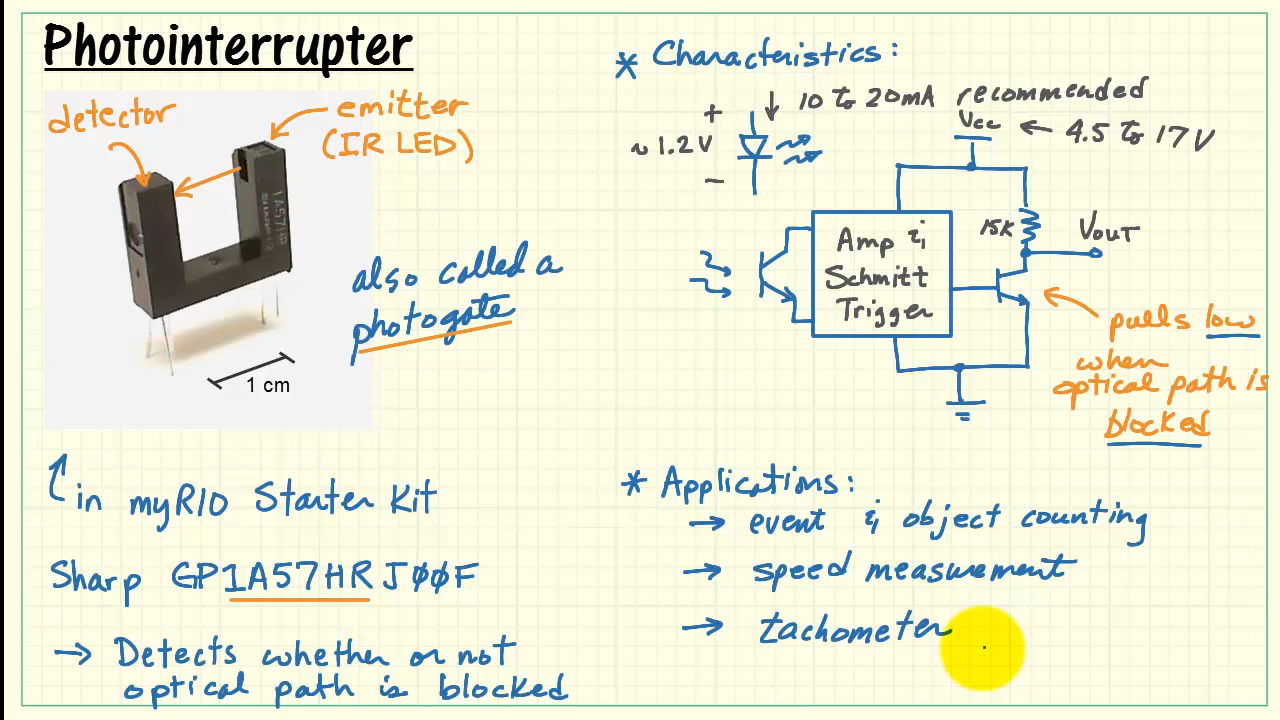 Photointerrupter
detector
emitter
(IR LED)
1A57HR
also called a
photogate
1 cm
in myRIO Starter Kit
Sharp GP1A57HRJ00F
→ Detects whether or not
optical path is blocked
* Characteristics:
10 to 20mA recommended
+
~1.2V
−
Vcc ← 4.5 to 17V
Amp &
Schmitt
Trigger
15K
VOUT
pulls low
when
optical path is
blocked
* Applications:
→ event & object counting
→ speed measurement
→ tachometer